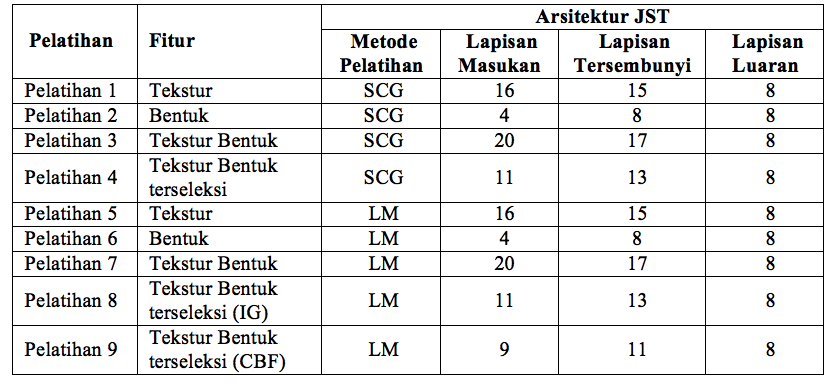 Pelatihan Fitur Arsitektur JST
Metode Pelatihan Lapisan Masukan Lapisan Tersembunyi Lapisan Luaran
Pelatihan 1 Tekstur SCG 16 15 8
Pelatihan 2 Bentuk SCG 4 8 8
Pelatihan 3 Tekstur Bentuk SCG 20 17 8
Pelatihan 4 Tekstur Bentuk terseleksi SCG 11 13 8
Pelatihan 5 Tekstur LM 16 15 8
Pelatihan 6 Bentuk LM 4 8 8
Pelatihan 7 Tekstur Bentuk LM 20 17 8
Pelatihan 8 Tekstur Bentuk terseleksi (IG) LM 11 13 8
Pelatihan 9 Tekstur Bentuk terseleksi (CBF) LM 9 11 8